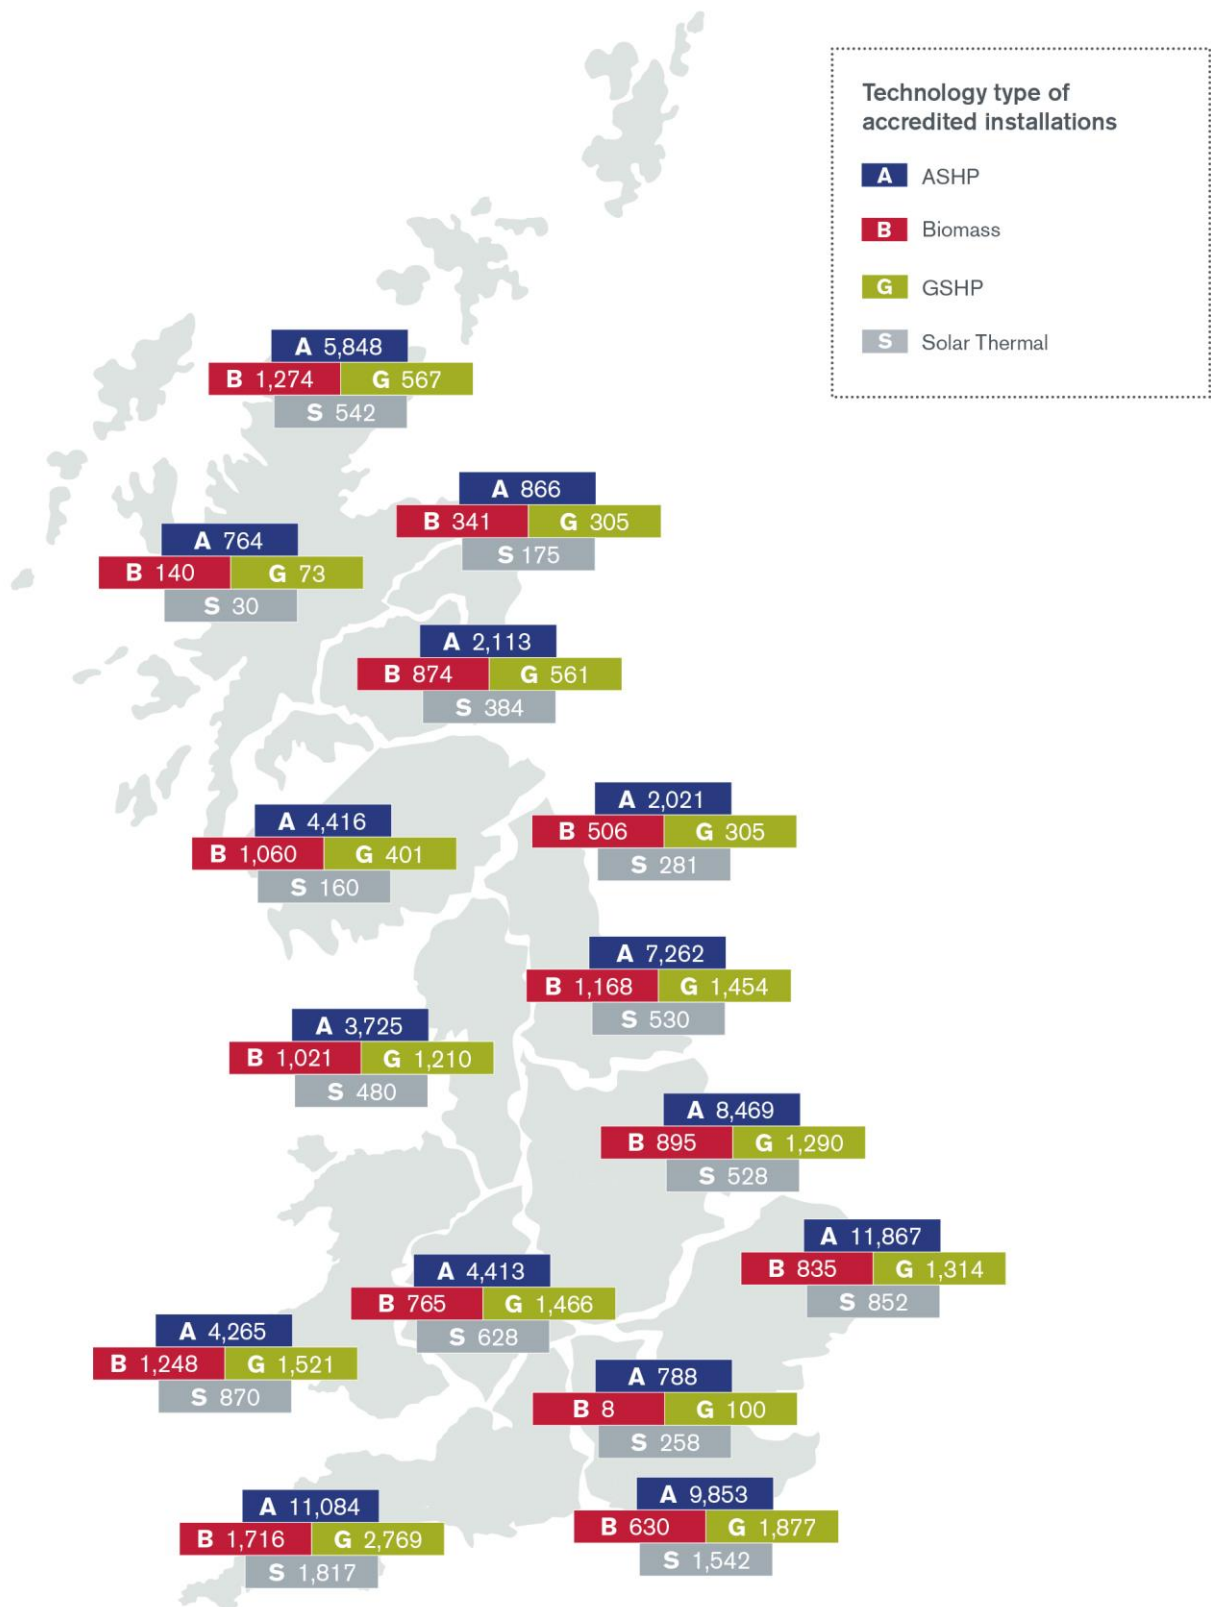 Technology type of
accredited installations
A ASHP
B Biomass
G GSHP
S Solar Thermal
A 5,848
B 1,274 G 567
S 542
A 866
B 341 G 305
S 175
A 764
B 140 G 73
S 30
A 2,113
B 874 G 561
S 384
A 2,021
B 506 G 305
S 281
A 4,416
B 1,060 G 401
S 160
A 7,262
B 1,168 G 1,454
S 530
A 3,725
B 1,021 G 1,210
S 480
A 8,469
B 895 G 1,290
S 528
A 11,867
B 835 G 1,314
S 852
A 4,413
B 765 G 1,466
S 628
A 4,265
B 1,248 G 1,521
S 870
A 788
B 8 G 100
S 258
A 9,853
B 630 G 1,877
S 1,542
A 11,084
B 1,716 G 2,769
S 1,817